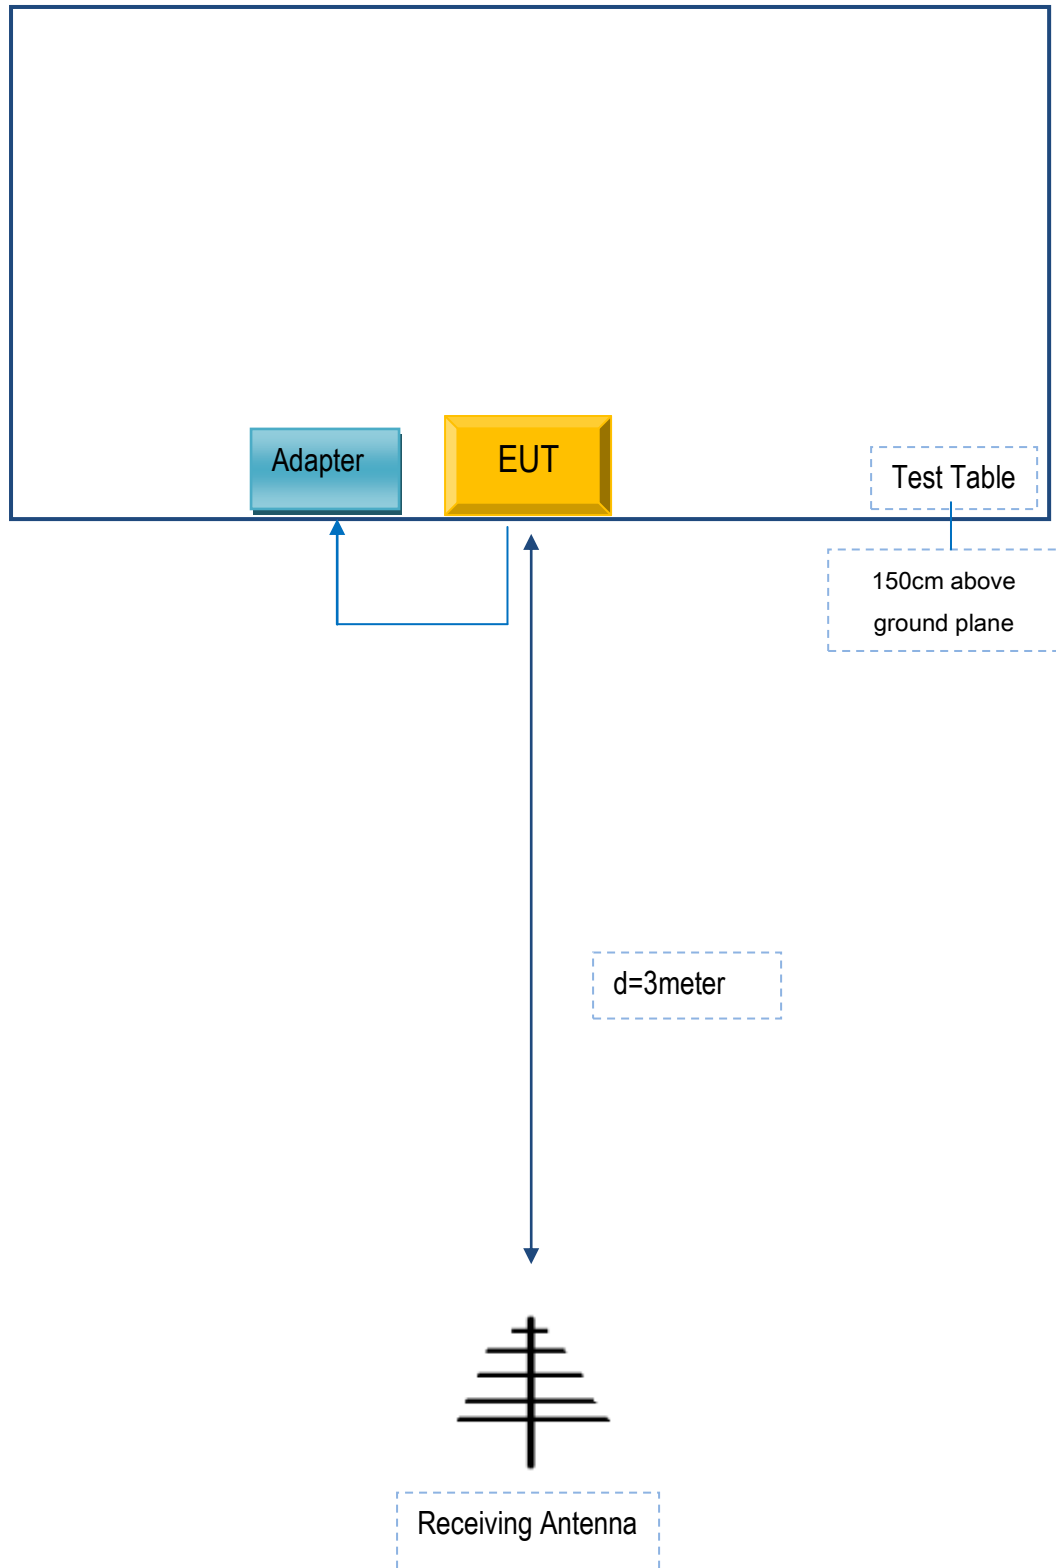 Adapter
EUT
Test Table
150cm above
ground plane
d=3meter
Receiving Antenna